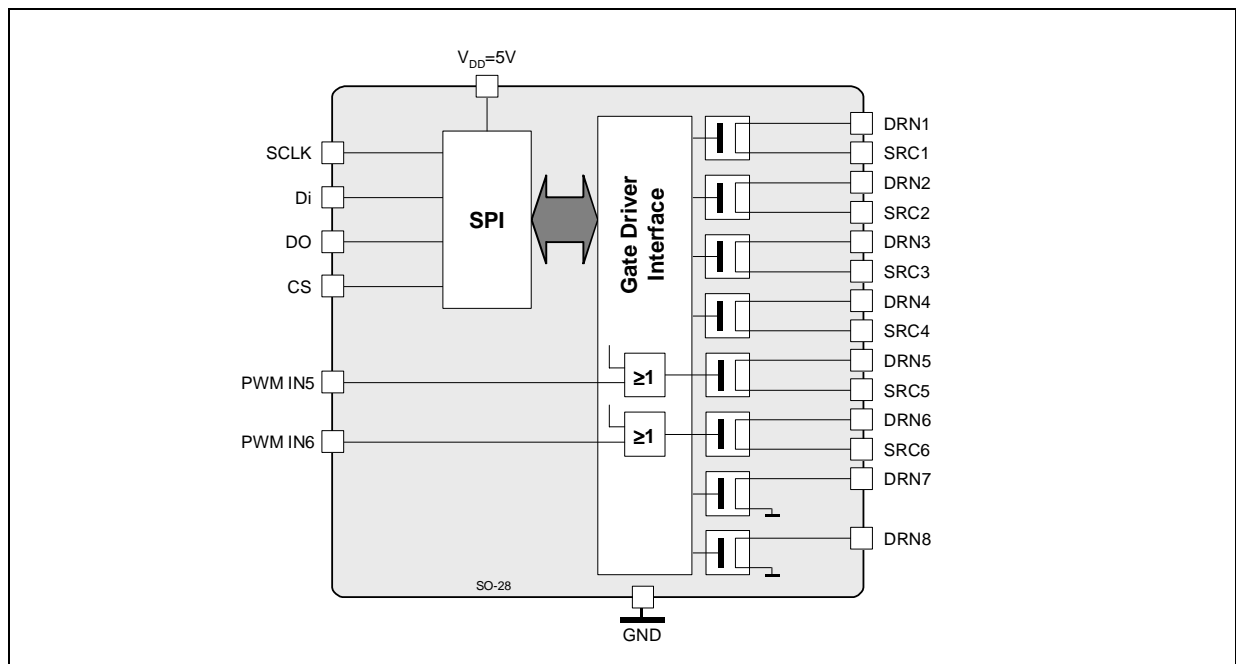 V_DD=5V
SCLK
Di
DO
CS
PWM IN5
PWM IN6
SPI
Gate Driver
Interface
≥1
≥1
DRN1
SRC1
DRN2
SRC2
DRN3
SRC3
DRN4
SRC4
DRN5
SRC5
DRN6
SRC6
DRN7
DRN8
SO-28
GND